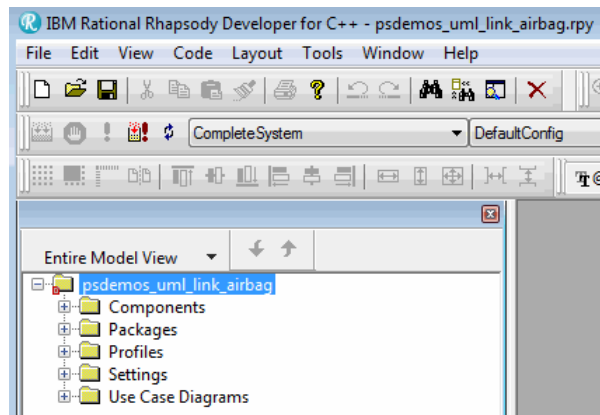 IBM Rational Rhapsody Developer for C++ - psdemos_uml_link_airbag.rpy
File Edit View Code Layout Tools Window Help
CompleteSystem DefaultConfig
Entire Model View
psdemos_uml_link_airbag
Components
Packages
Profiles
Settings
Use Case Diagrams